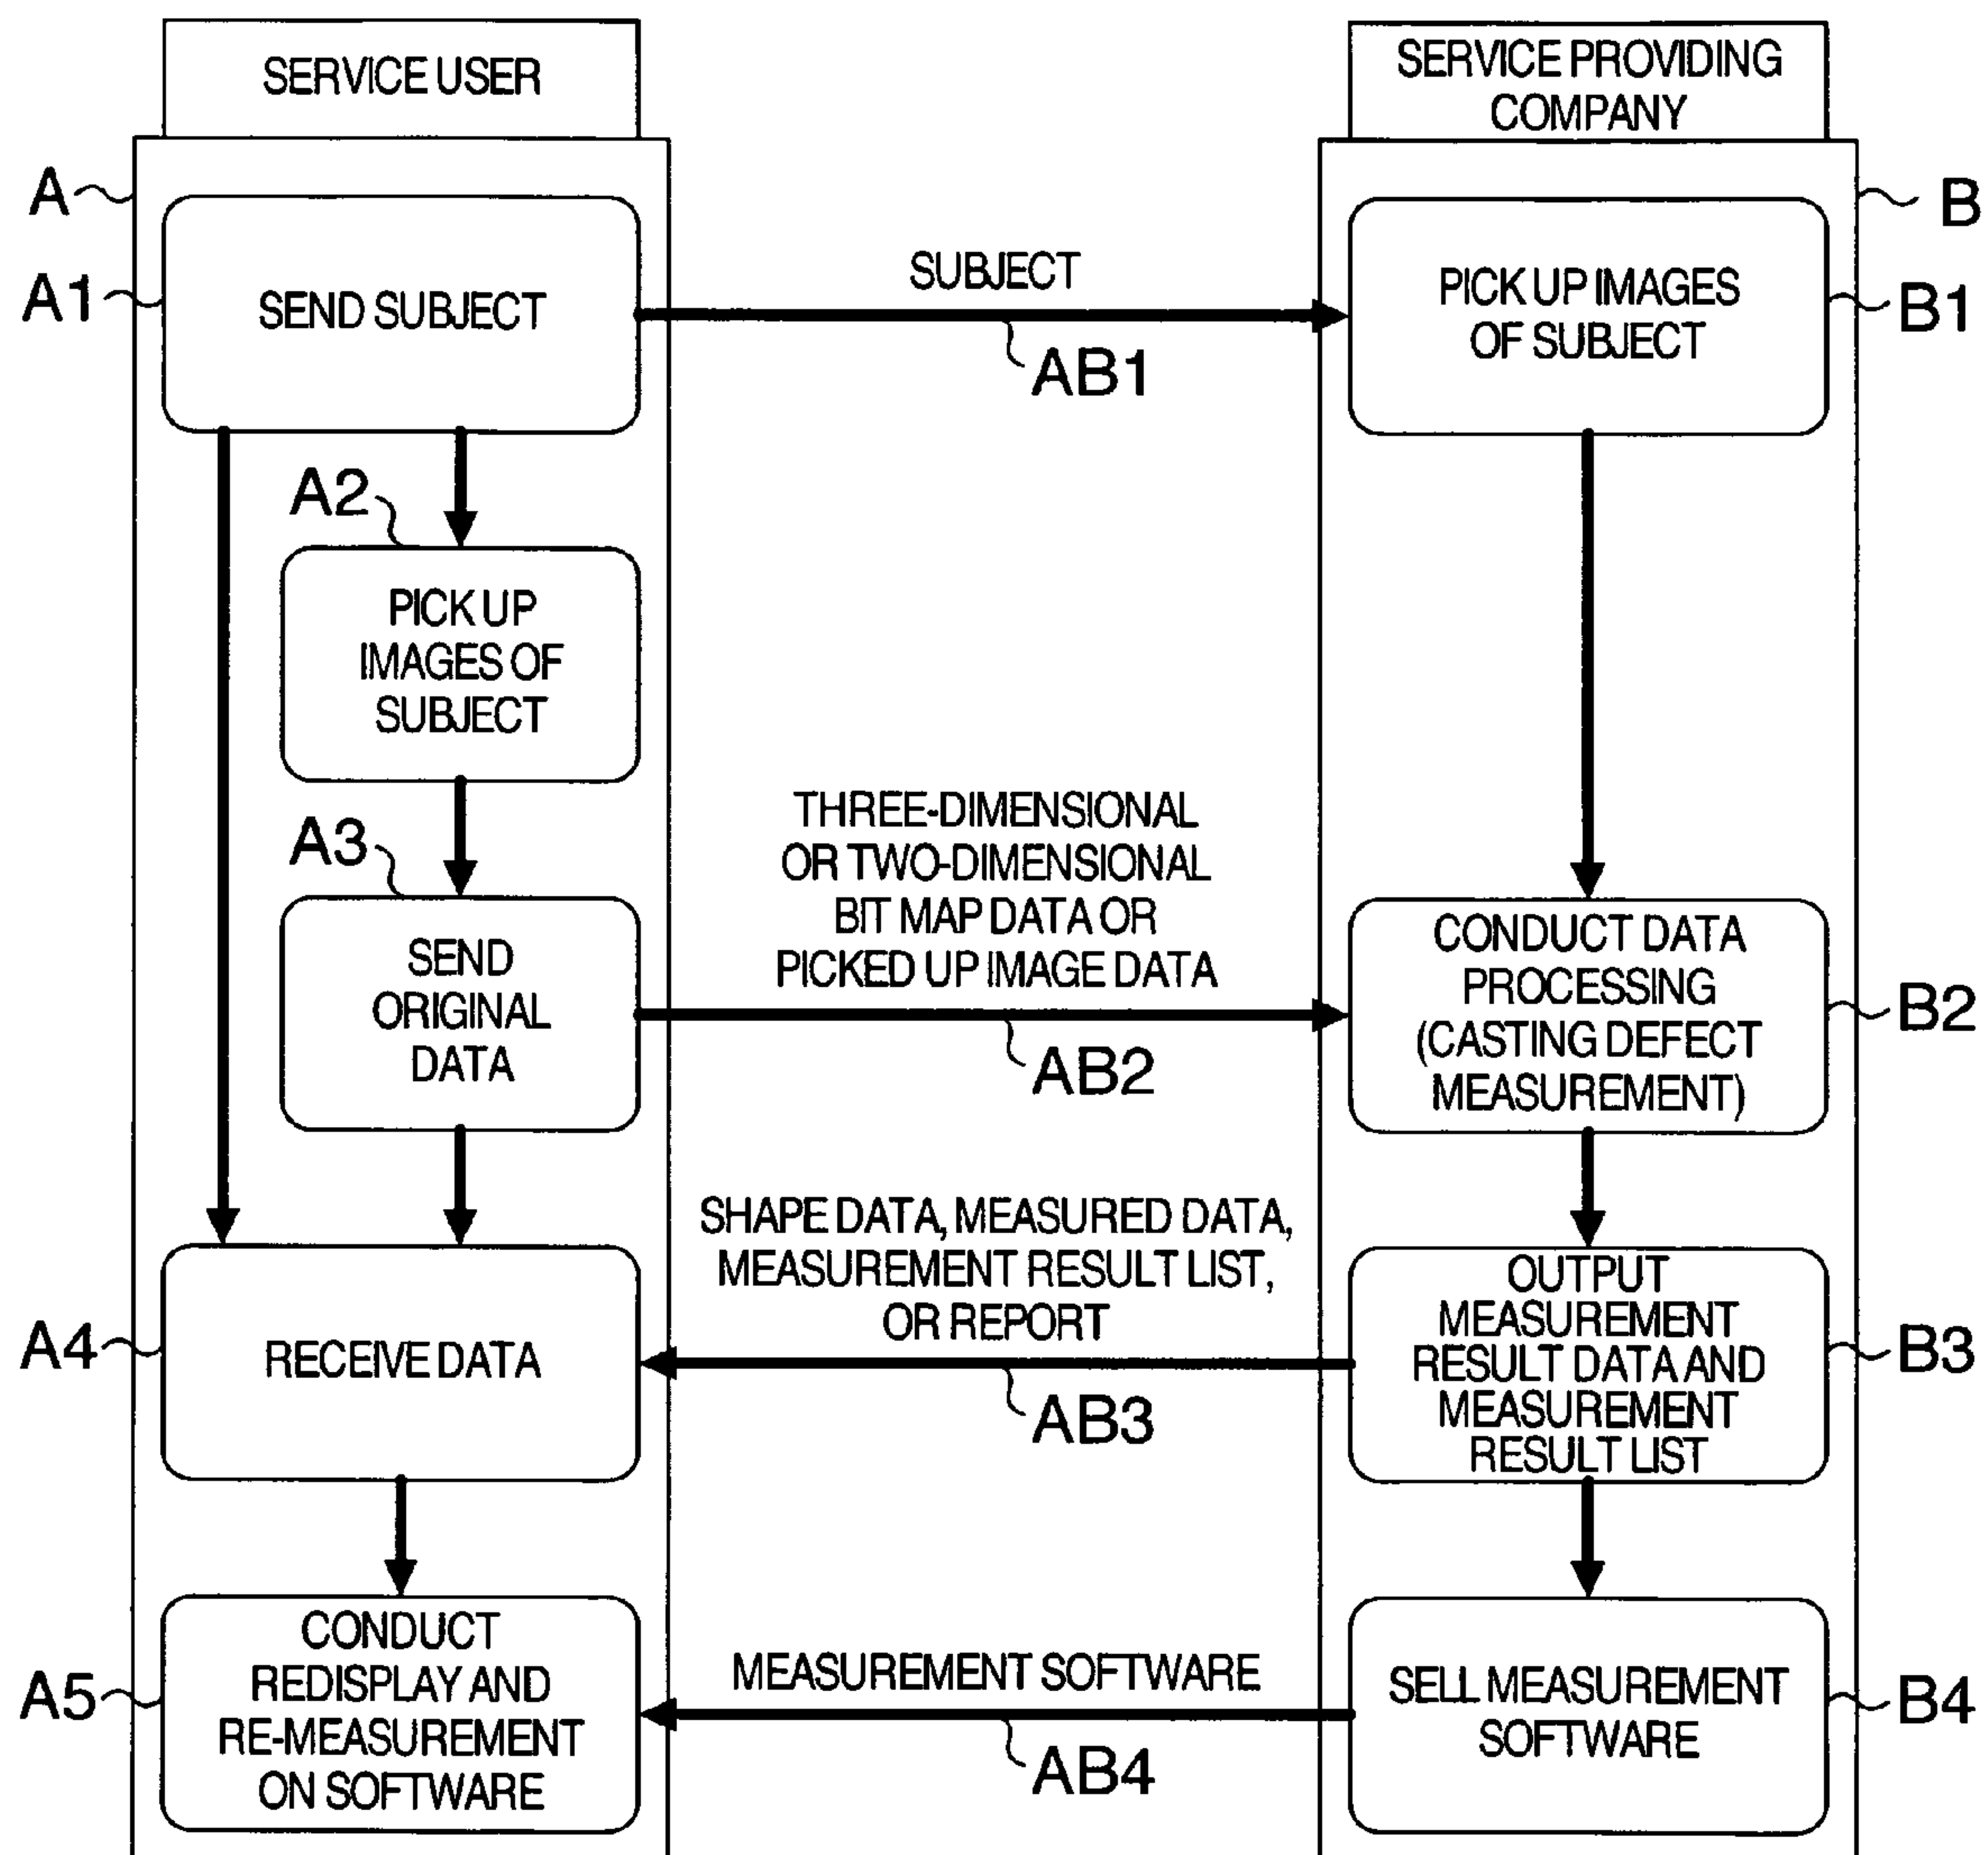 SERVICE USER
SERVICE PROVIDING
COMPANY
A
B
A1
SEND SUBJECT
SUBJECT
AB1
PICK UP IMAGES
OF SUBJECT
B1
A2
PICK UP
IMAGES OF
SUBJECT
A3
SEND
ORIGINAL
DATA
THREE-DIMENSIONAL
OR TWO-DIMENSIONAL
BIT MAP DATA OR
PICKED UP IMAGE DATA
AB2
CONDUCT DATA
PROCESSING
(CASTING DEFECT
MEASUREMENT)
B2
A4
RECEIVE DATA
SHAPE DATA, MEASURED DATA,
MEASUREMENT RESULT LIST,
OR REPORT
AB3
OUTPUT
MEASUREMENT
RESULT DATA AND
MEASUREMENT
RESULT LIST
B3
A5
CONDUCT
REDISPLAY AND
RE-MEASUREMENT
ON SOFTWARE
MEASUREMENT SOFTWARE
AB4
SELL MEASUREMENT
SOFTWARE
B4